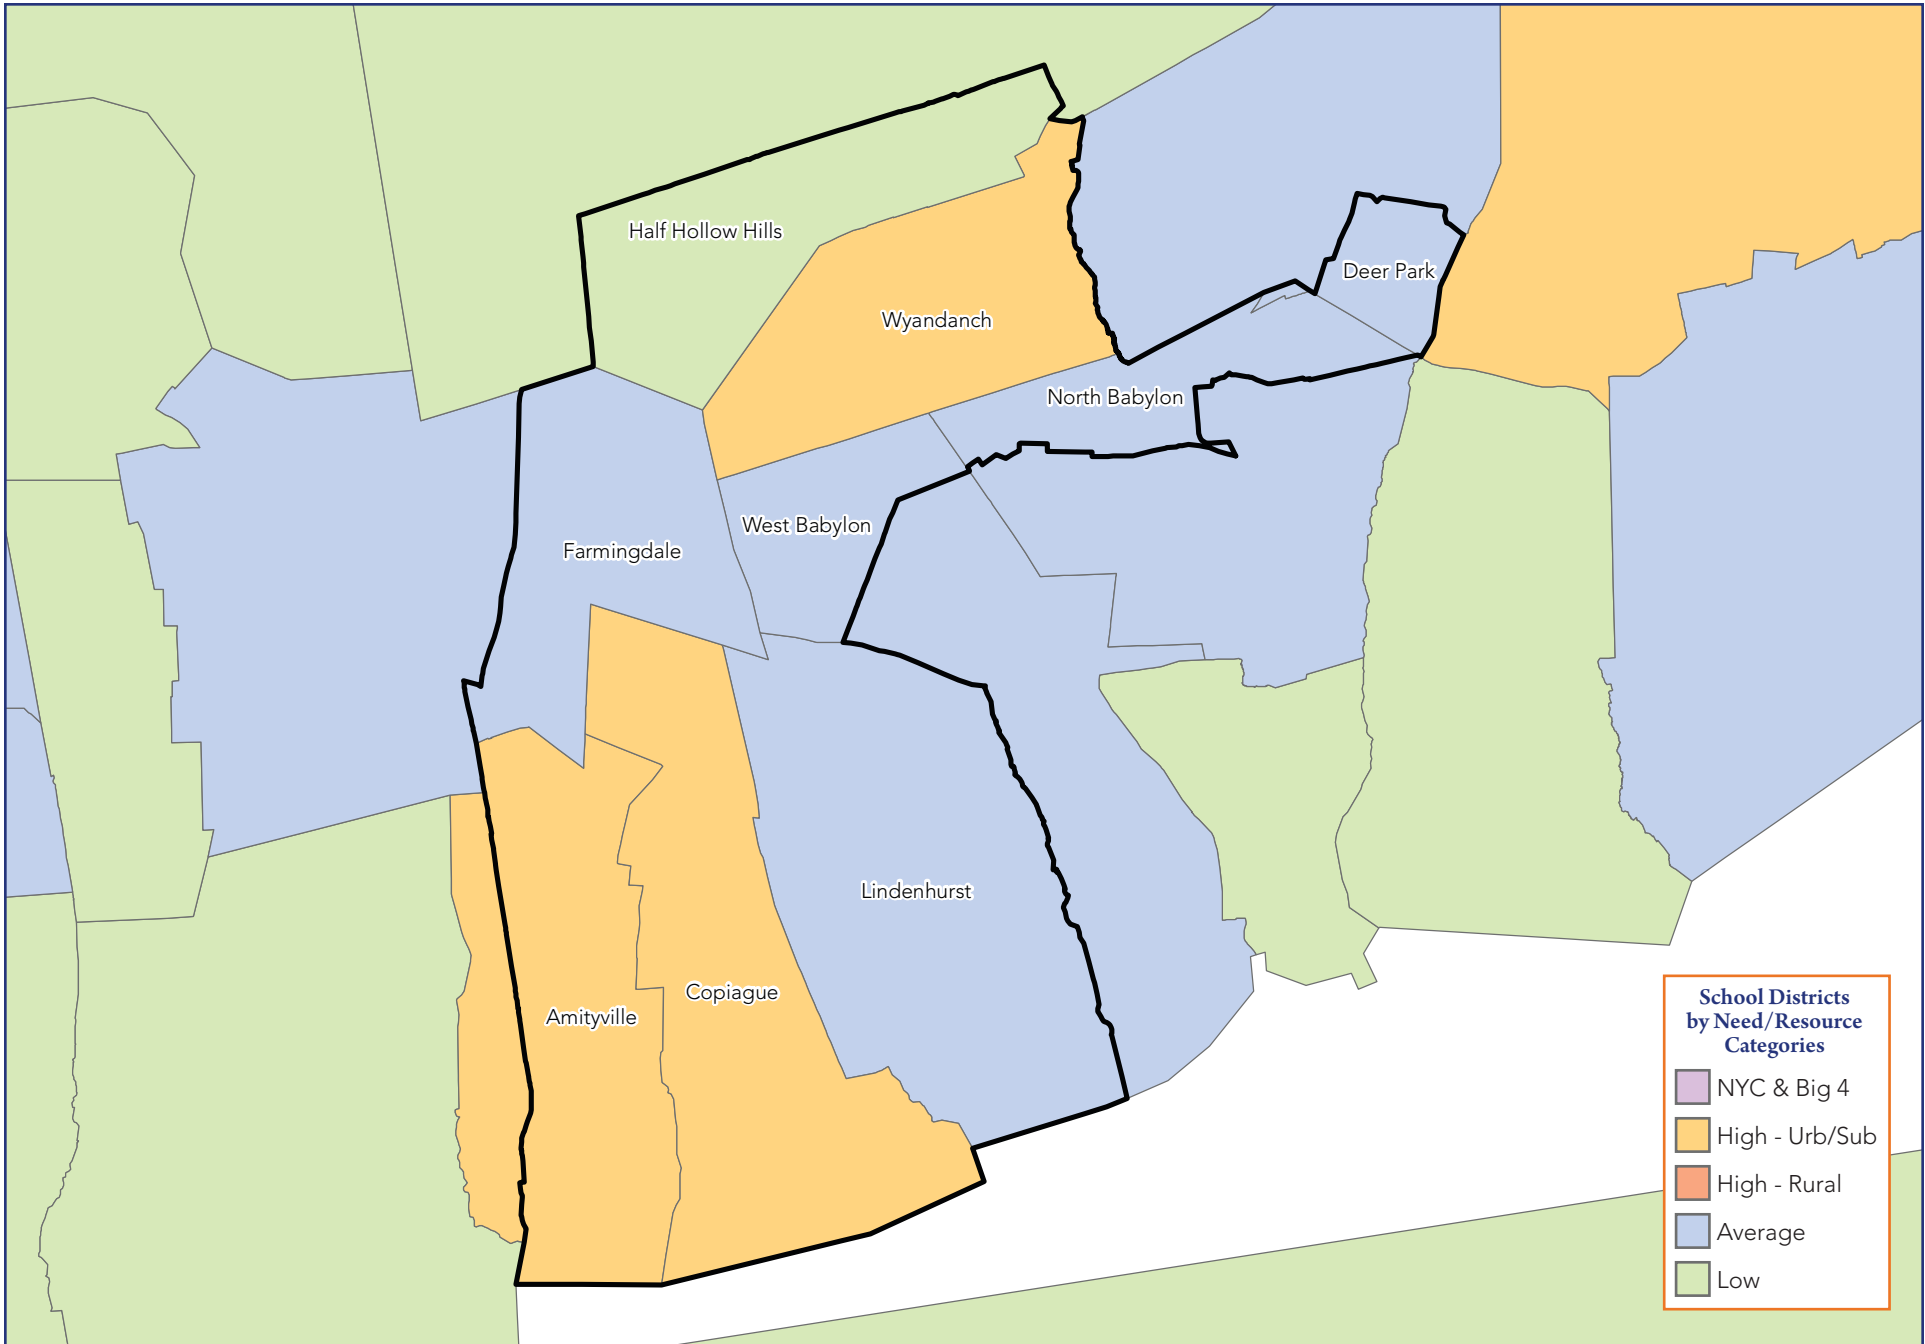 Half Hollow Hills
Deer Park
Wyandanch
North Babylon
West Babylon
Farmingdale
Lindenhurst
Copiague
Amityville
School Districts
by Need/Resource
Categories
NYC & Big 4
High - Urb/Sub
High - Rural
Average
Low